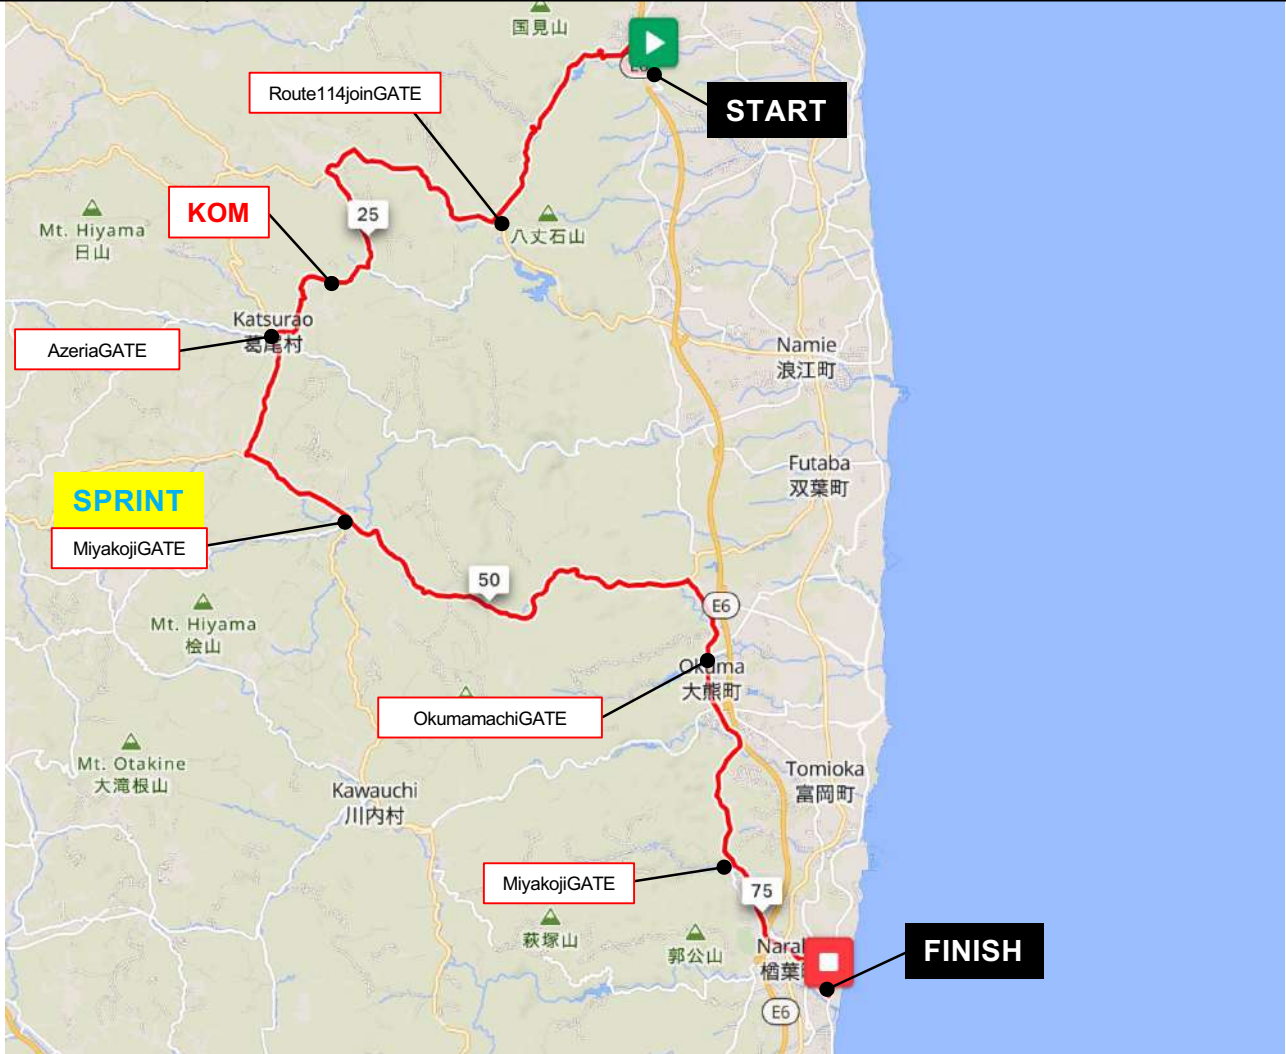 国見山
E6
START
Route114joinGATE
KOM
25
Mt. Hiyama
日山
八丈石山
Katsurao
葛尾村
AzeriaGATE
Namie
浪江町
Futaba
双葉町
SPRINT
MiyakojiGATE
50
E6
Mt. Hiyama
桧山
Okuma
大熊町
OkumamachiGATE
Mt. Otakine
大滝根山
Kawauchi
川内村
Tomioka
富岡町
MiyakojiGATE
75
萩塚山
郭公山
FINISH
E6